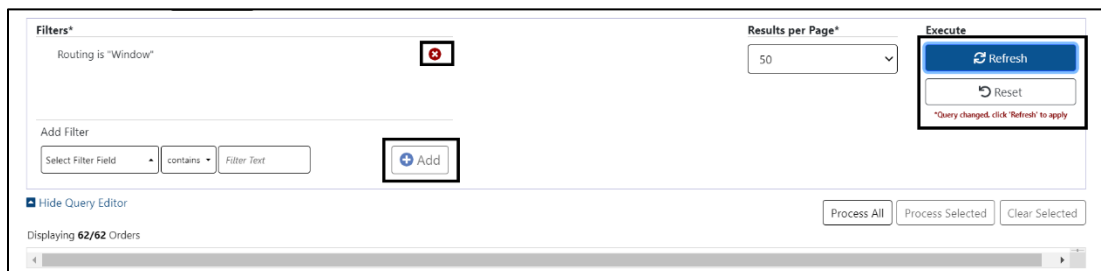 Filters*
Results per Page*
Execute
Routing is "Window"
50
Refresh
Reset
*Query changed, click 'Refresh' to apply
Add Filter
Select Filter Field contains Filter Text Add
Hide Query Editor
Process All Process Selected Clear Selected
Displaying 62/62 Orders